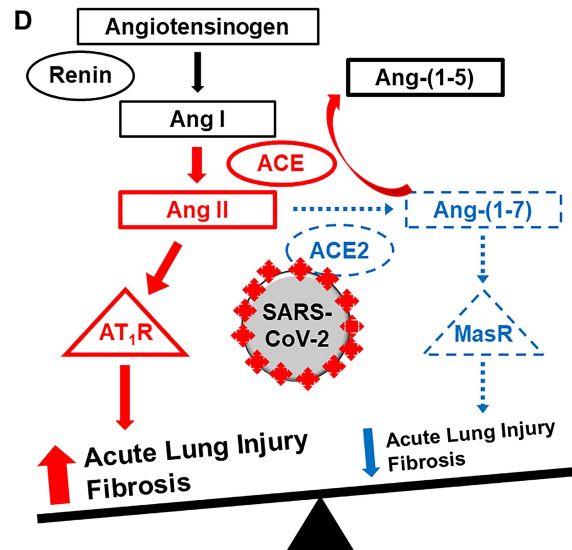 D
Angiotensinogen
Renin
Ang-(1-5)
Ang I
ACE
Ang II
Ang-(1-7)
ACE2
SARS-
CoV-2
AT₁R
MasR
Acute Lung Injury
Fibrosis
Acute Lung Injury
Fibrosis